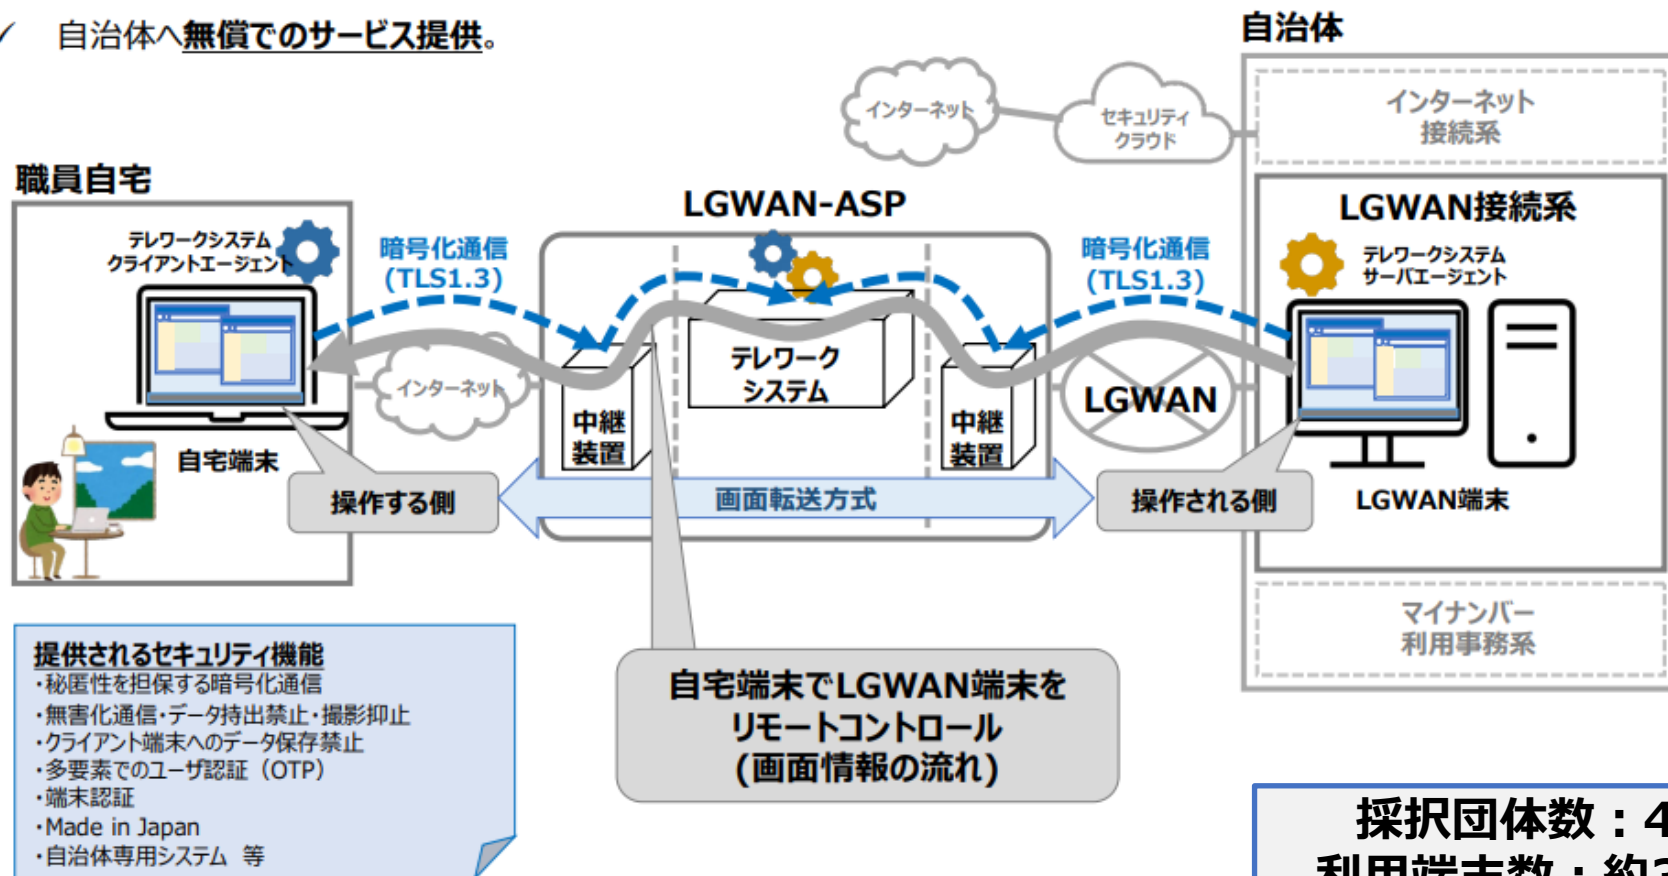 ✓ 自治体へ無償でのサービス提供。
自治体
インターネット
セキュリティ
クラウド
インターネット
接続系
職員自宅
LGWAN-ASP
LGWAN接続系
テレワークシステム
クライアントエージェント
暗号化通信
(TLS1.3)
暗号化通信
(TLS1.3)
テレワークシステム
サーバエージェント
テレワーク
システム
インターネット
中継
装置
中継
装置
LGWAN
自宅端末
操作する側
画面転送方式
操作される側
LGWAN端末
マイナンバー
利用事務系
提供されるセキュリティ機能
・秘匿性を担保する暗号化通信
・無害化通信・データ持出禁止・撮影抑止
・クライアント端末へのデータ保存禁止
・多要素でのユーザ認証（OTP）
・端末認証
・Made in Japan
・自治体専用システム 等
自宅端末でLGWAN端末を
リモートコントロール
(画面情報の流れ)
採択団体数：4
利用端末数：約